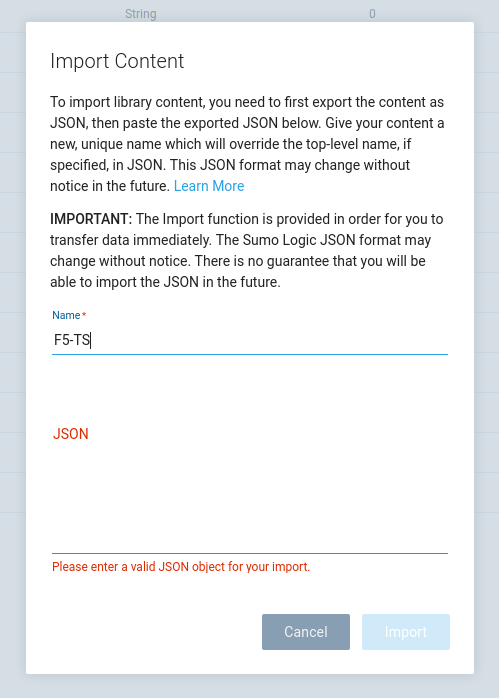 String 0
Import Content
To import library content, you need to first export the content as
JSON, then paste the exported JSON below. Give your content a
new, unique name which will override the top-level name, if
specified, in JSON. This JSON format may change without
notice in the future. Learn More
IMPORTANT: The Import function is provided in order for you to
transfer data immediately. The Sumo Logic JSON format may
change without notice. There is no guarantee that you will be
able to import the JSON in the future.
Name*
F5-TS
JSON
Please enter a valid JSON object for your import.
Cancel Import